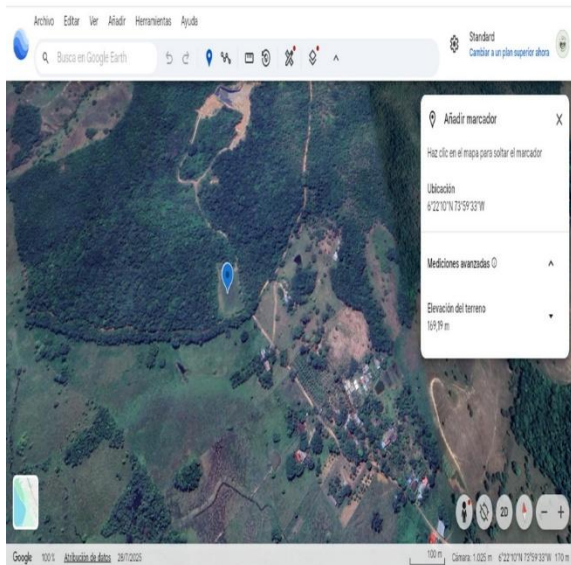 Archivo Editar Ver Añadir Herramientas Ayuda
Busca en Google Earth
Standard
Cambiar a un plan superior ahora
Añadir marcador
Haz clic en el mapa para soltar el marcador
Ubicación
6°22'10"N 73°59'33"W
Mediciones avanzadas
Elevación del terreno
169,19 m
2D
Google 100% Atribución de datos 28/7/2025 100 m Cámara: 1.025 m 6°22'10"N 73°59'33"W 170 m